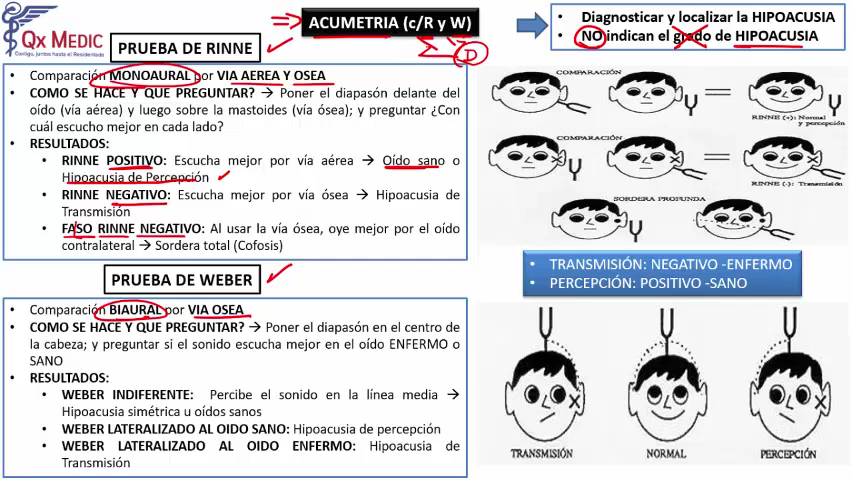 Qx MEDIC
Contigo, juntos hasta el Residentado
ACUMETRIA (c/R y W)
D
• Diagnosticar y localizar la HIPOACUSIA
• NO indican el grado de HIPOACUSIA
PRUEBA DE RINNE
• Comparación MONOAURAL por VIA AEREA Y OSEA
• COMO SE HACE Y QUE PREGUNTAR? → Poner el diapasón delante del
oído (vía aérea) y luego sobre la mastoides (vía ósea); y preguntar ¿Con
cuál escucho mejor en cada lado?
• RESULTADOS:
• RINNE POSITIVO: Escucha mejor por vía aérea → Oído sano o
Hipoacusia de Percepción
• RINNE NEGATIVO: Escucha mejor por vía ósea → Hipoacusia de
Transmisión
• FASO RINNE NEGATIVO: Al usar la vía ósea, oye mejor por el oído
contralateral → Sordera total (Cofosis)
PRUEBA DE WEBER
• Comparación BIAURAL por VIA OSEA
• COMO SE HACE Y QUE PREGUNTAR? → Poner el diapasón en el centro de
la cabeza; y preguntar si el sonido escucha mejor en el oído ENFERMO o
SANO
• RESULTADOS:
• WEBER INDIFERENTE: Percibe el sonido en la línea media →
Hipoacusia simétrica u oídos sanos
• WEBER LATERALIZADO AL OIDO SANO: Hipoacusia de percepción
• WEBER LATERALIZADO AL OIDO ENFERMO: Hipoacusia de
Transmisión
COMPARACIÓN
RINNE (+): Normal
y percepción
COMPARACIÓN
RINNE (-): Transmisión
SORDERA PROFUNDA
• TRANSMISIÓN: NEGATIVO -ENFERMO
• PERCEPCIÓN: POSITIVO -SANO
TRANSMISIÓN NORMAL PERCEPCIÓN